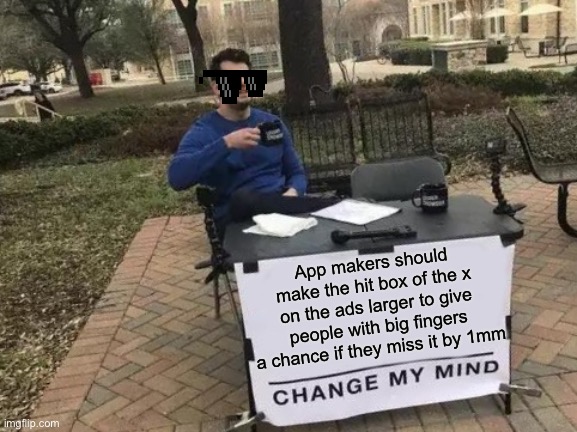 App makers should
make the hit box of the x
on the ads larger to give
people with big fingers
a chance if they miss it by 1mm
CHANGE MY MIND
imgflip.com